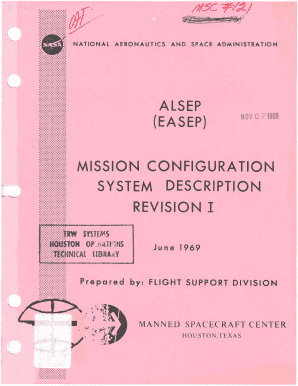 CAT
MSC #121
NASA
NATIONAL AERONAUTICS AND SPACE ADMINISTRATION
ALSEP
(EASEP)
NOV 07 1969
MISSION CONFIGURATION
SYSTEM DESCRIPTION
REVISION I
TRW SYSTEMS
HOUSTON OPERATIONS
TECHNICAL LIBRARY
June 1969
Prepared by: FLIGHT SUPPORT DIVISION
MANNED SPACECRAFT CENTER
HOUSTON, TEXAS